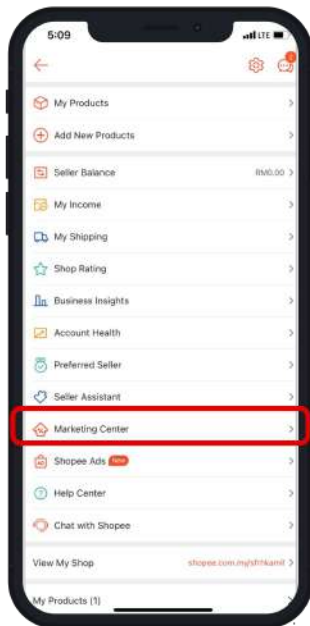 5:09
LTE
My Products
Add New Products
Seller Balance RM0.00
My Income
My Shipping
Shop Rating
Business Insights
Account Health
Preferred Seller
Seller Assistant
Marketing Center
Shopee Ads New
Help Center
Chat with Shopee
View My Shop
My Products (1)